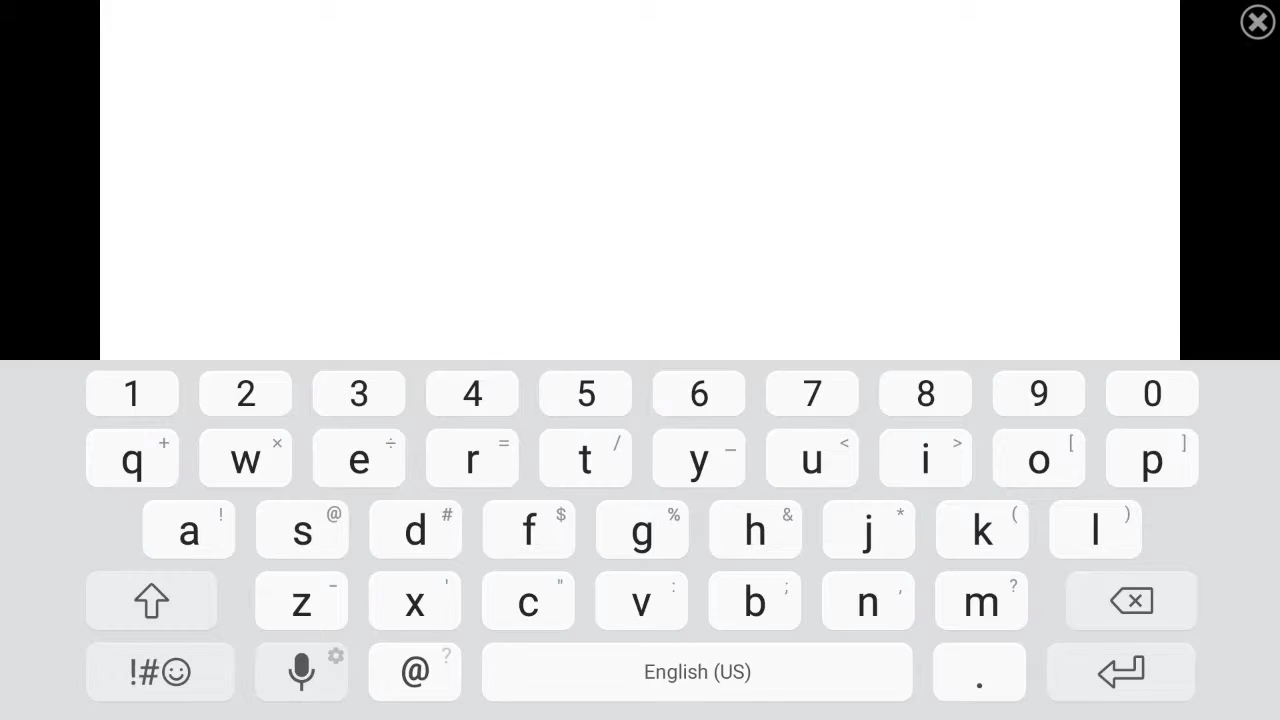 1 2 3 4 5 6 7 8 9 0
q + w × e ÷ r = t / y _ u < i > o [ p ]
a ! s @ d # f $ g % h & j * k ( l )
z - x ' c " v : b ; n , m ?
!#☺ @ ? English (US) .